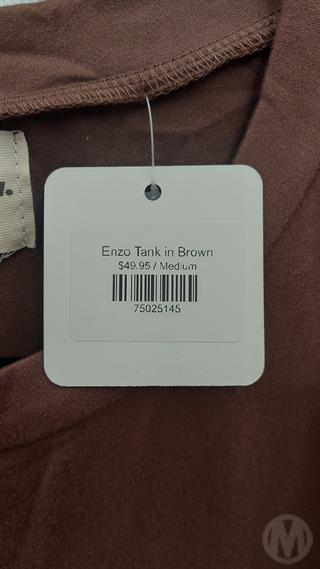 Enzo Tank in Brown
$49.95 / Medium
75025145
M